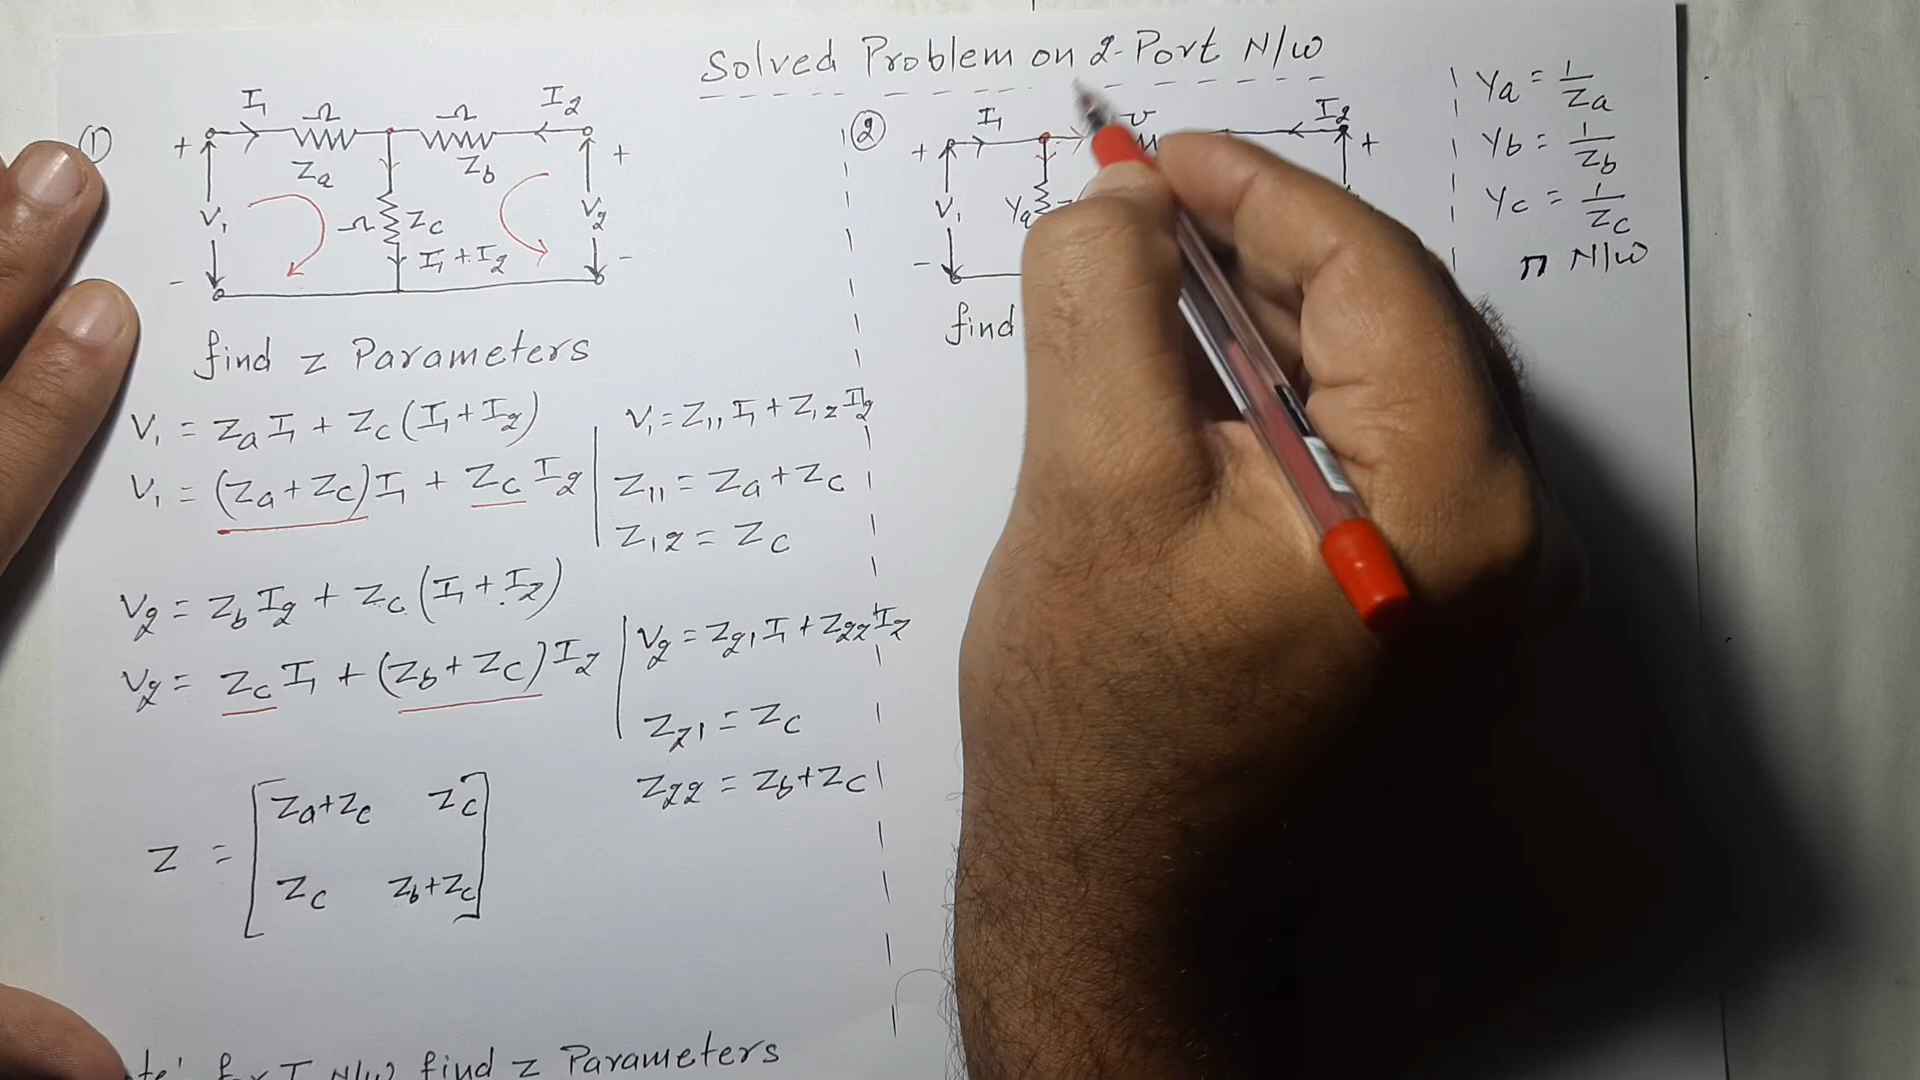 Solved Problem on 2-Port N/W
①
I₁ Ω Ω I₂
+ Za Zb +
V₁ Ω Zc V₂
- I₁+I₂ -
find z Parameters
V₁ = Za I₁ + Zc (I₁+I₂)
V₁ = (Za+Zc) I₁ + Zc I₂
V₁ = Z₁₁ I₁ + Z₁₂ I₂
Z₁₁ = Za + Zc
Z₁₂ = Zc
V₂ = Zb I₂ + Zc (I₁ + I₂)
V₂ = Zc I₁ + (Zb + Zc) I₂
V₂ = Z₂₁ I₁ + Z₂₂ I₂
Z₂₁ = Zc
Z₂₂ = Zb+Zc
Z = [ Za+Zc Zc
Zc Zb+Zc ]
for T N/W find z Parameters
②
I₁ ℧ I₂
+ +
V₁ Ya
-
find
Ya = 1/Za
Yb = 1/Zb
Yc = 1/Zc
π N/W